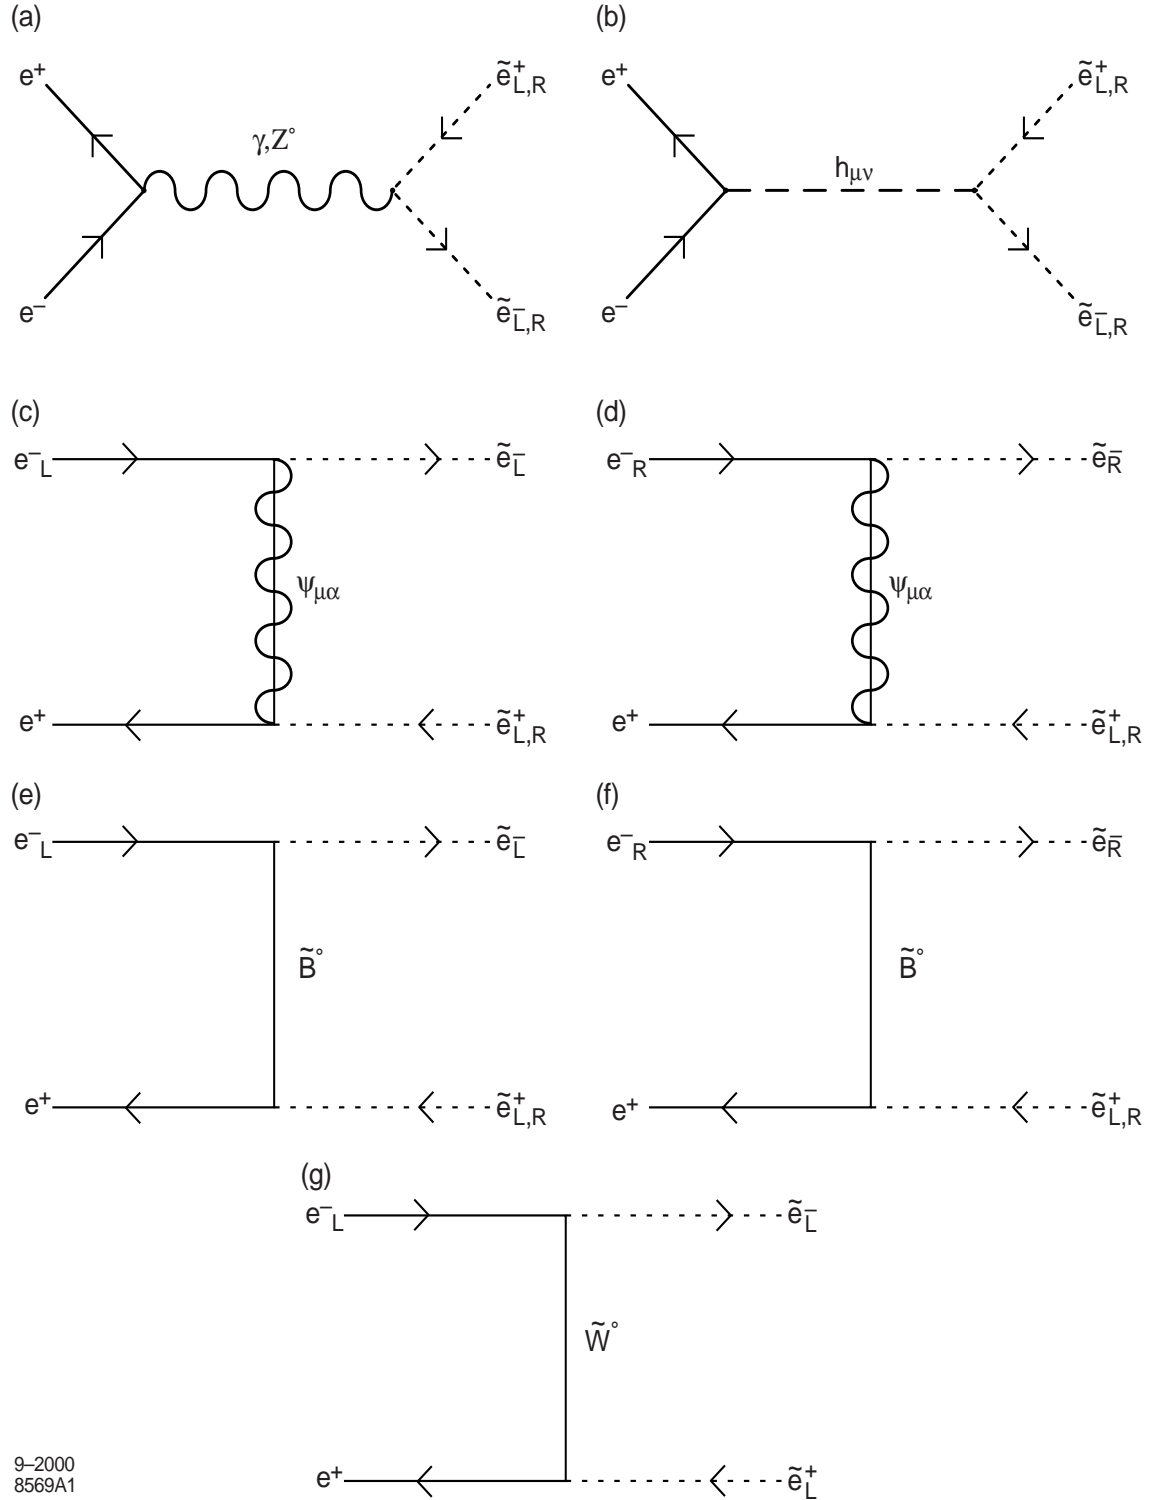 (a)
(b)
e⁺
ẽ⁺L,R
γ,Z°
e⁻
ẽ⁻L,R
e⁺
ẽ⁺L,R
hμν
e⁻
ẽ⁻L,R
(c)
(d)
e⁻L
ẽ⁻L
ψμα
e⁺
ẽ⁺L,R
e⁻R
ẽ⁻R
ψμα
e⁺
ẽ⁺L,R
(e)
(f)
e⁻L
ẽ⁻L
B̃°
e⁺
ẽ⁺L,R
e⁻R
ẽ⁻R
B̃°
e⁺
ẽ⁺L,R
(g)
e⁻L
ẽ⁻L
W̃°
e⁺
ẽ⁺L
9–2000
8569A1